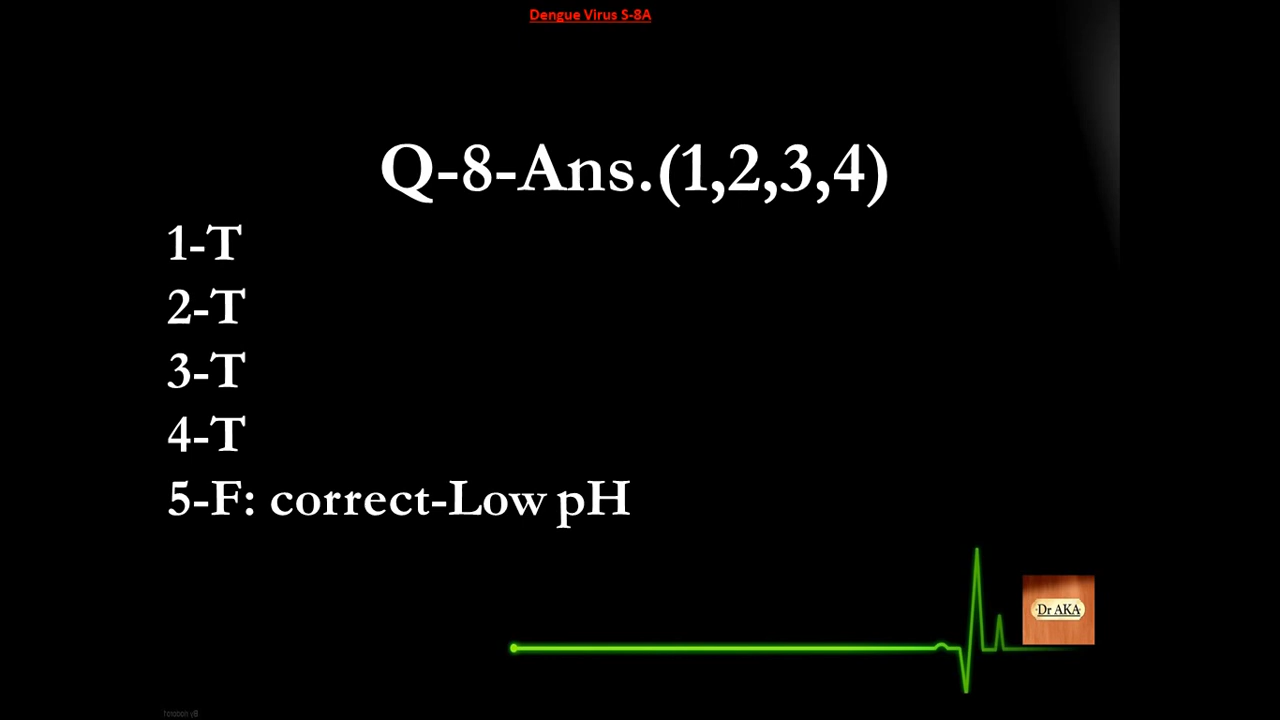 Dengue Virus S-8A
Q-8-Ans.(1,2,3,4)
1-T
2-T
3-T
4-T
5-F: correct-Low pH
Dr AKA